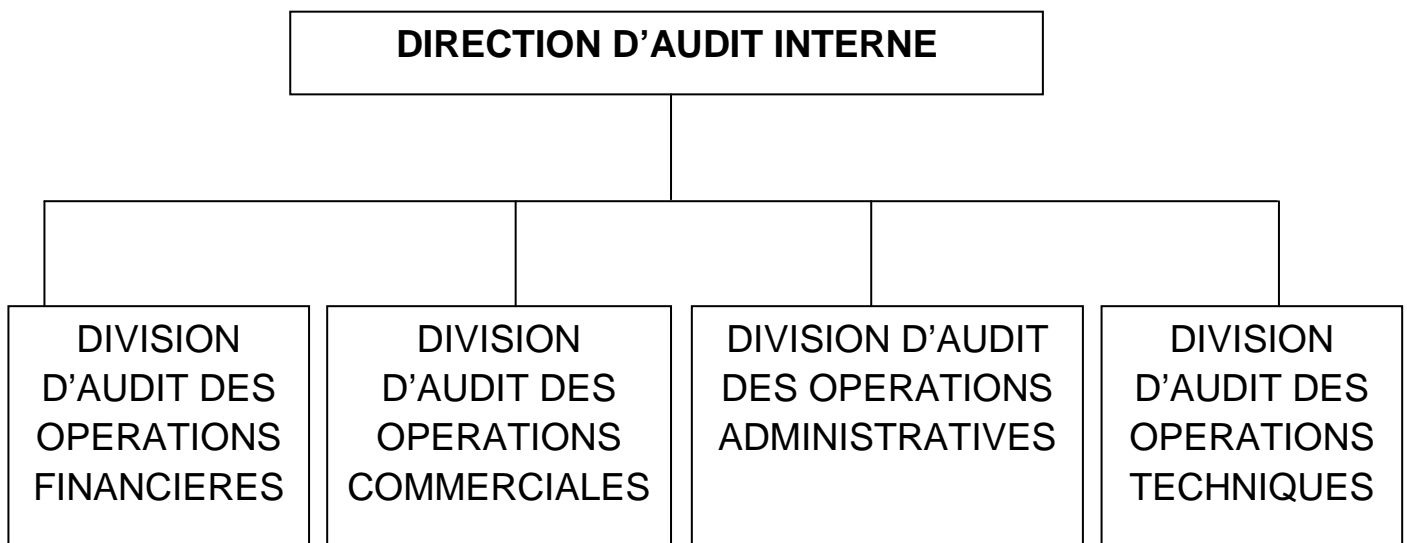 DIRECTION D’AUDIT INTERNE
DIVISION
D’AUDIT DES
OPERATIONS
FINANCIERES
DIVISION
D’AUDIT DES
OPERATIONS
COMMERCIALES
DIVISION D’AUDIT
DES OPERATIONS
ADMINISTRATIVES
DIVISION
D’AUDIT DES
OPERATIONS
TECHNIQUES